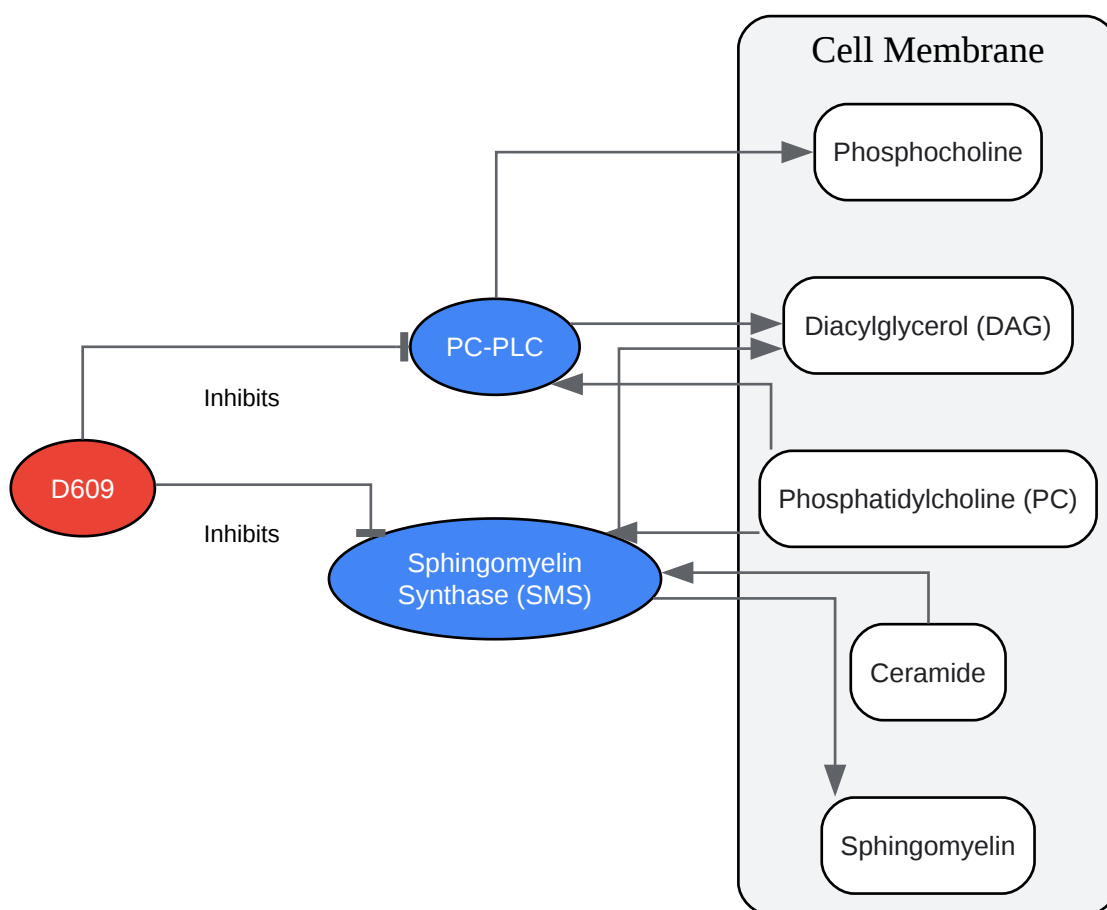 Cell Membrane
Phosphocholine
Diacylglycerol (DAG)
PC-PLC
Inhibits
D609
Phosphatidylcholine (PC)
Inhibits
Sphingomyelin
Synthase (SMS)
Ceramide
Sphingomyelin